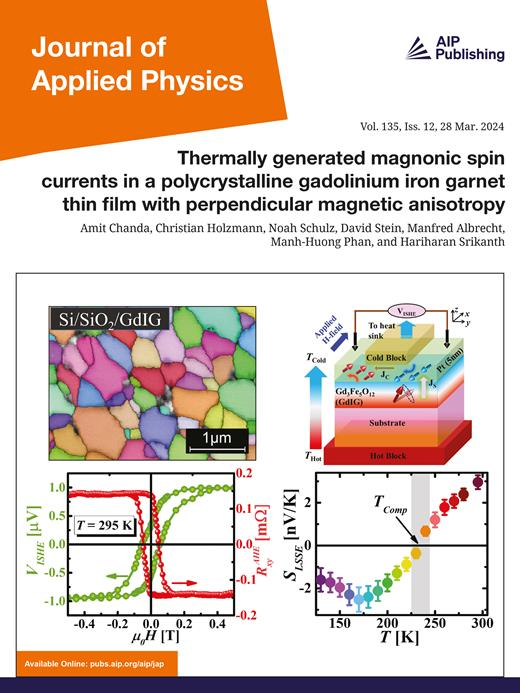 Journal of
Applied Physics
AIP
Publishing
Vol. 135, Iss. 12, 28 Mar. 2024
Thermally generated magnonic spin
currents in a polycrystalline gadolinium iron garnet
thin film with perpendicular magnetic anisotropy
Amit Chanda, Christian Holzmann, Noah Schulz, David Stein, Manfred Albrecht,
Manh-Huong Phan, and Hariharan Srikanth
Si/SiO2/GdIG
1µm
VISHE
z
x
y
Applied
H-field
To heat
sink
TCold
Cold Block
Pt (5nm)
JC
JS
Gd3Fe5O12
(GdIG)
Substrate
THot
Hot Block
VISHE [µV]
1.0
0.5
0.0
-0.5
-1.0
T = 295 K
0.2
0.1
0.0
-0.1
-0.2
RxyAHE [mΩ]
-0.4 -0.2 0.0 0.2 0.4
µ0H [T]
SLSSE [nV/K]
2
0
-2
TComp
150 200 250 300
T [K]
Available Online: pubs.aip.org/aip/jap